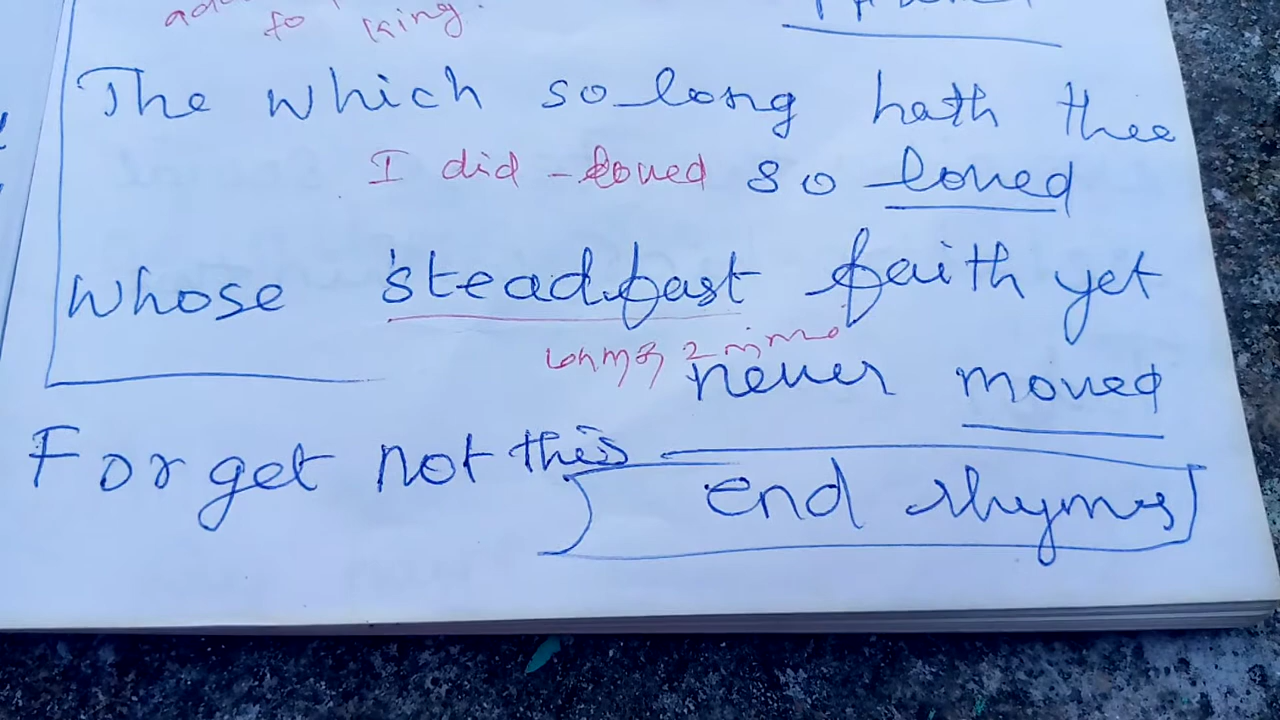 to king.
The which so long hath thee
I did - loved so loved
whose steadfast faith yet
never moved
Forget not this
end rhymes